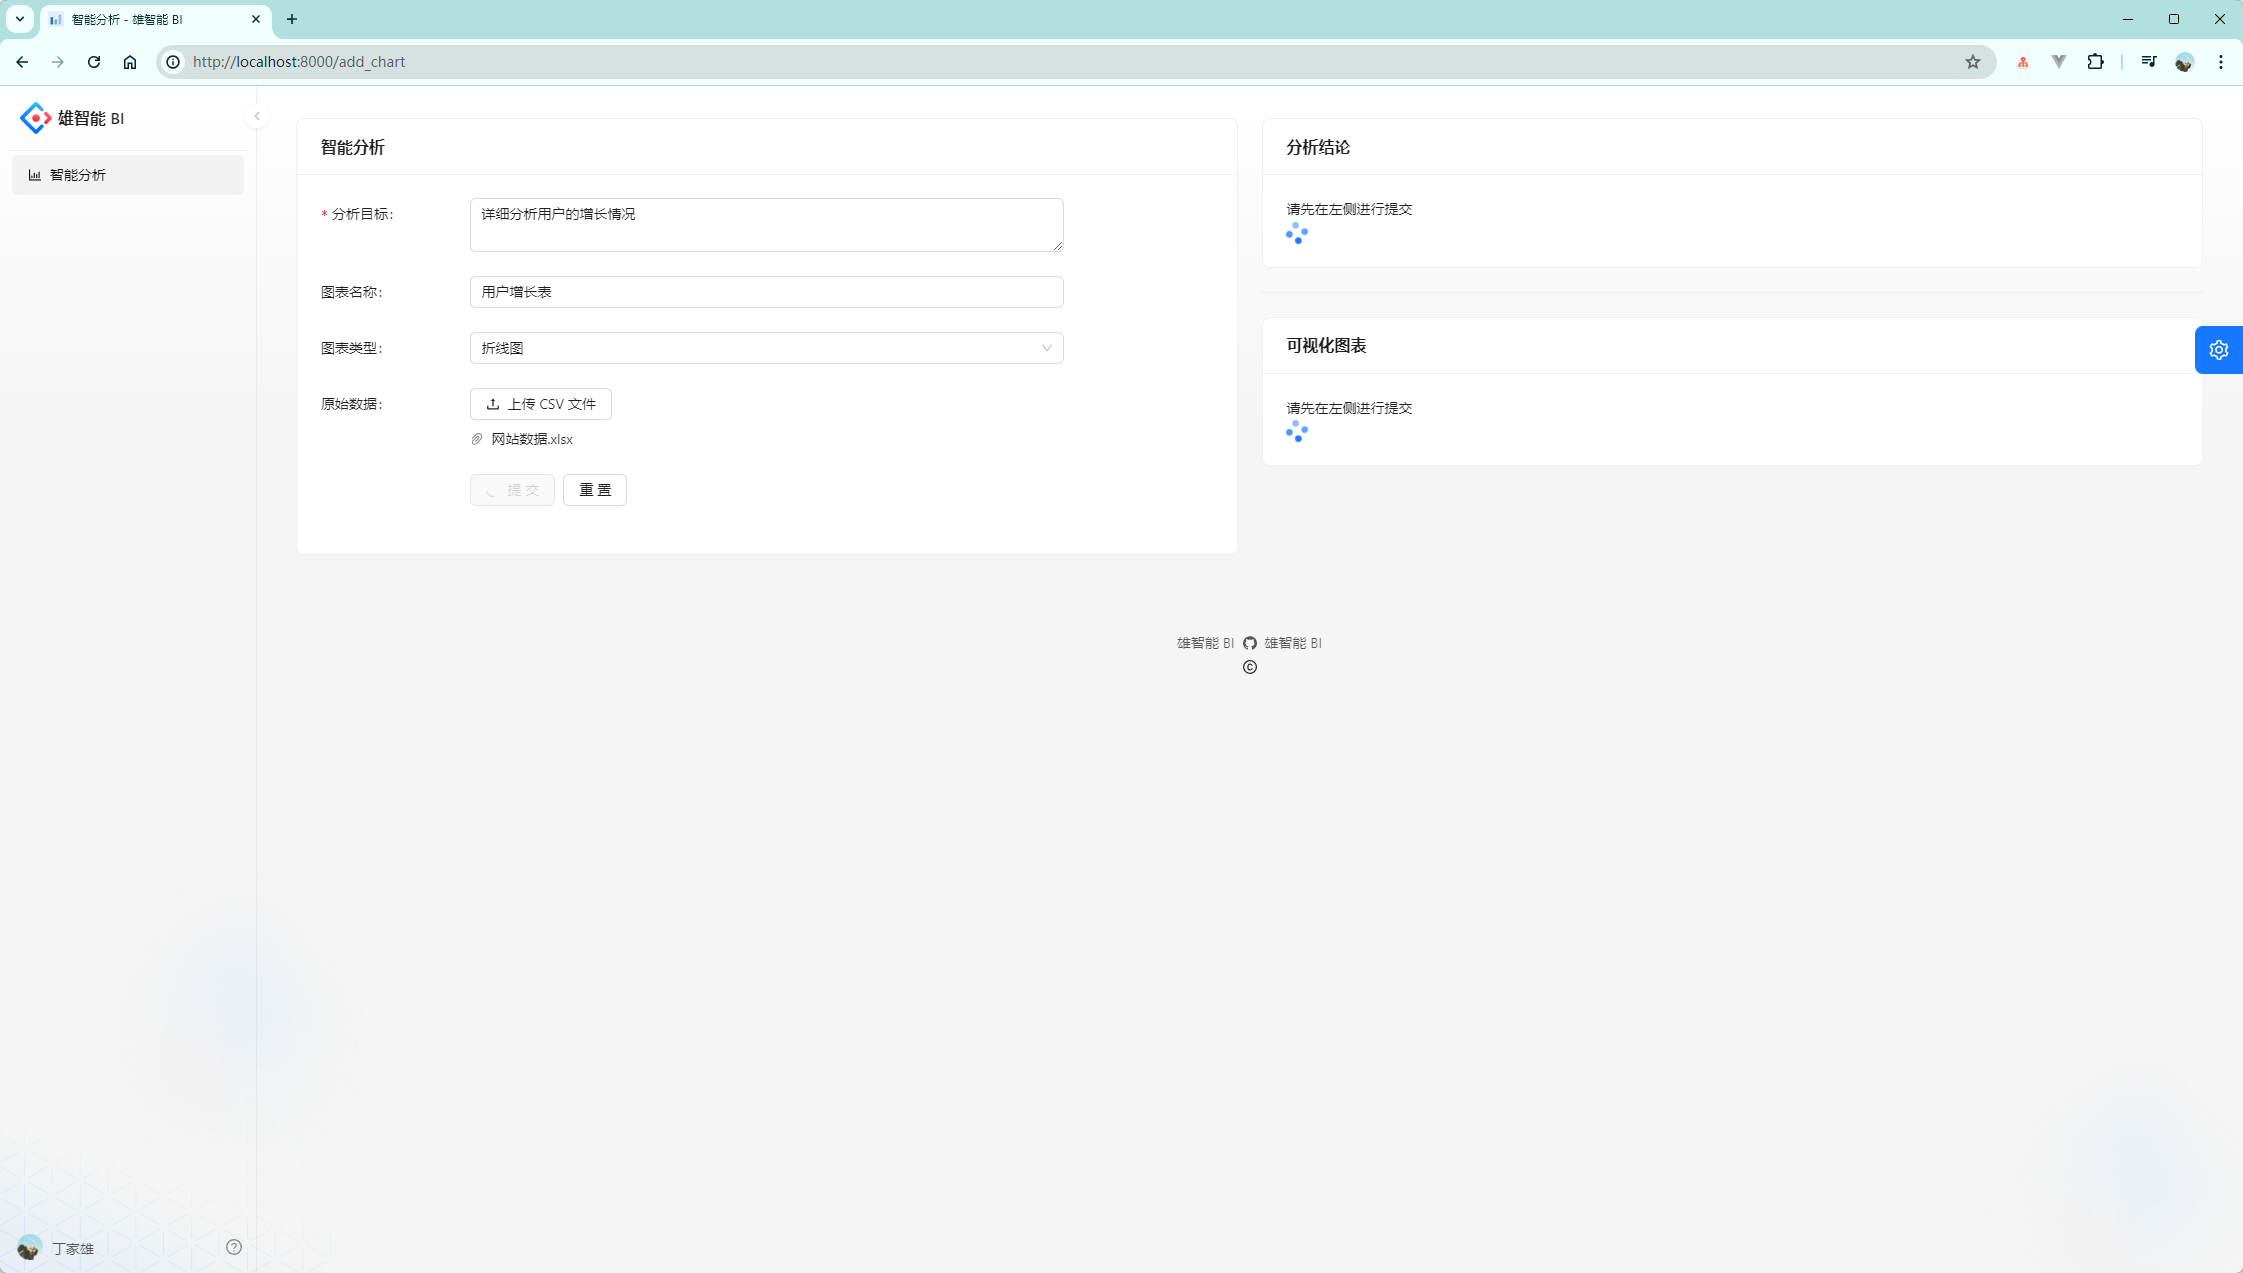 智能分析 - 雄智能 BI
http://localhost:8000/add_chart
雄智能 BI
智能分析
智能分析
* 分析目标:
详细分析用户的增长情况
图表名称:
用户增长表
图表类型:
折线图
原始数据:
上传 CSV 文件
网站数据.xlsx
提 交
重 置
分析结论
请先在左侧进行提交
可视化图表
请先在左侧进行提交
雄智能 BI 雄智能 BI
©
丁家雄